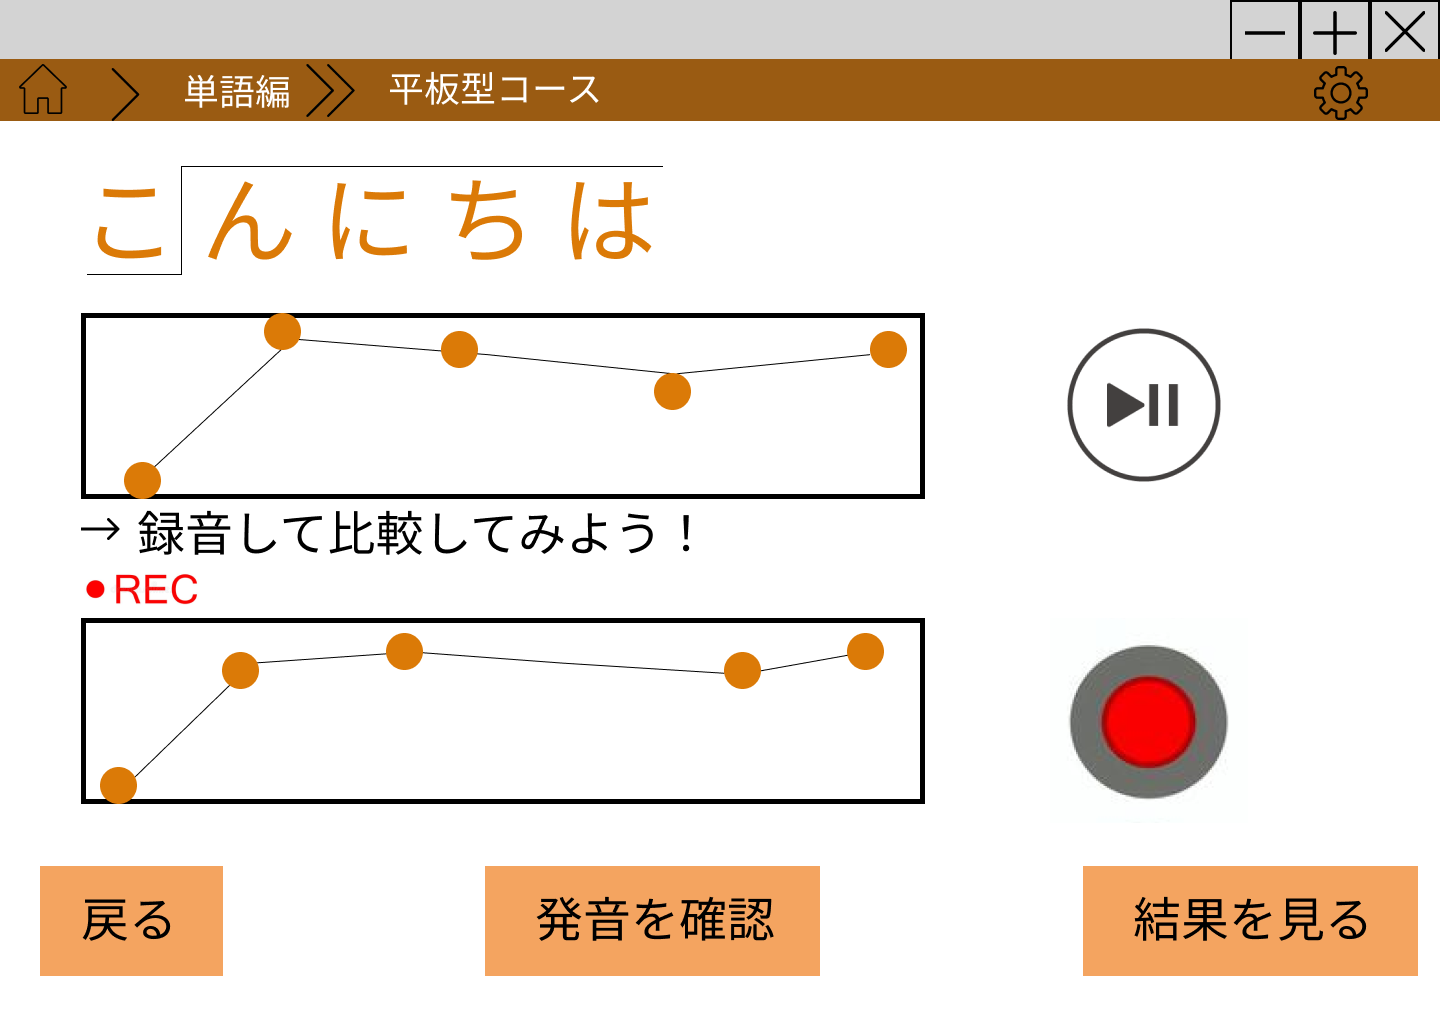 単語編 平板型コース
こんにちは
→ 録音して比較してみよう！
●REC
戻る 発音を確認 結果を見る